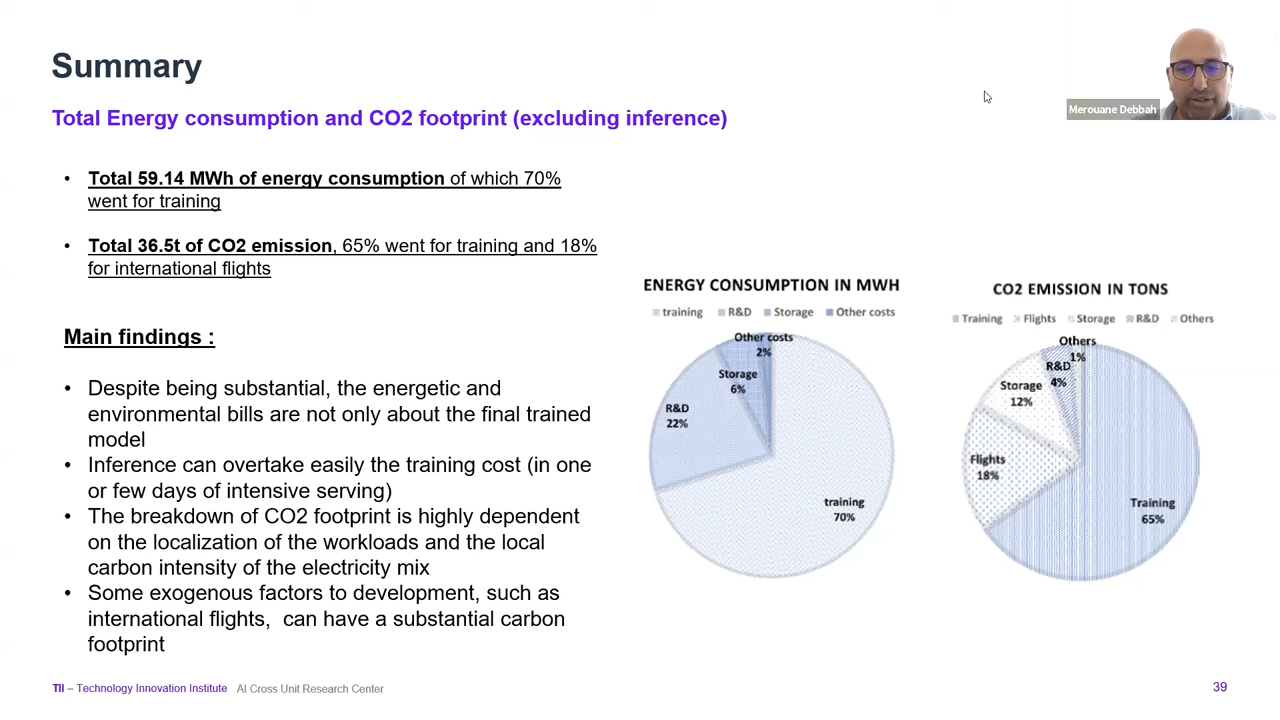 Summary
Merouane Debbah
Total Energy consumption and CO2 footprint (excluding inference)
• Total 59.14 MWh of energy consumption of which 70%
went for training
• Total 36.5t of CO2 emission, 65% went for training and 18%
for international flights
Main findings :
• Despite being substantial, the energetic and
environmental bills are not only about the final trained
model
• Inference can overtake easily the training cost (in one
or few days of intensive serving)
• The breakdown of CO2 footprint is highly dependent
on the localization of the workloads and the local
carbon intensity of the electricity mix
• Some exogenous factors to development, such as
international flights,  can have a substantial carbon
footprint
ENERGY CONSUMPTION IN MWH
training R&D Storage Other costs
Other costs
2%
Storage
6%
R&D
22%
training
70%
CO2 EMISSION IN TONS
Training Flights Storage R&D Others
Others
1%
R&D
4%
Storage
12%
Flights
18%
Training
65%
TII – Technology Innovation Institute AI Cross Unit Research Center
39